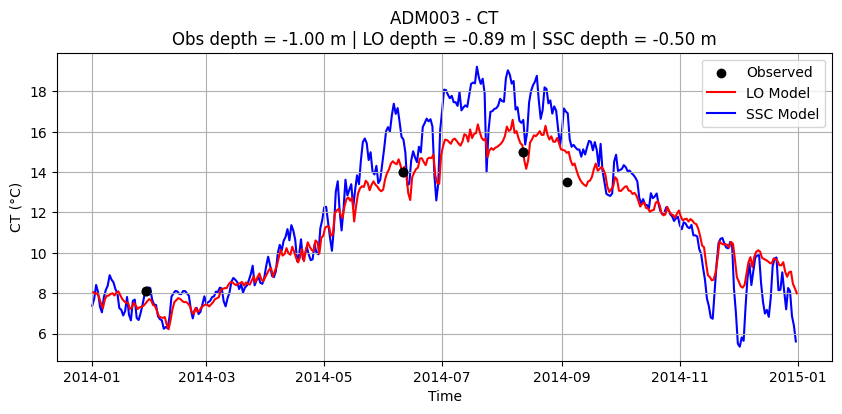 ADM003 - CT
Obs depth = -1.00 m | LO depth = -0.89 m | SSC depth = -0.50 m
Observed
LO Model
SSC Model
CT (°C)
18
16
14
12
10
8
6
2014-01
2014-03
2014-05
2014-07
2014-09
2014-11
2015-01
Time